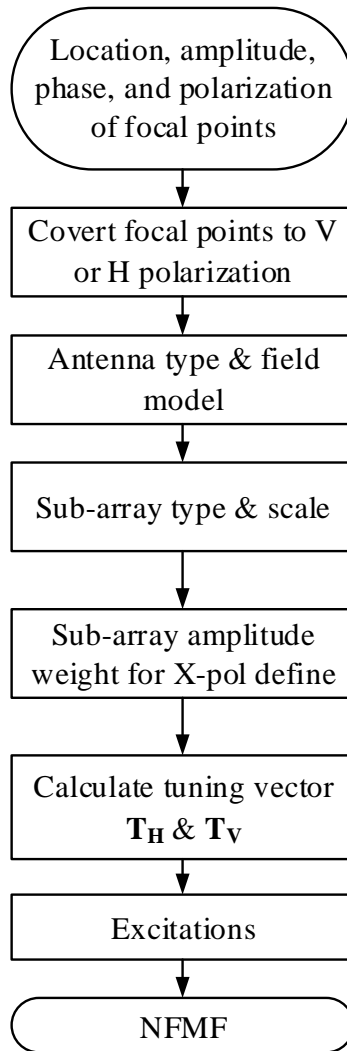 Location, amplitude,
phase, and polarization
of focal points
Covert focal points to V
or H polarization
Antenna type & field
model
Sub-array type & scale
Sub-array amplitude
weight for X-pol define
Calculate tuning vector
T_H & T_V
Excitations
NFMF